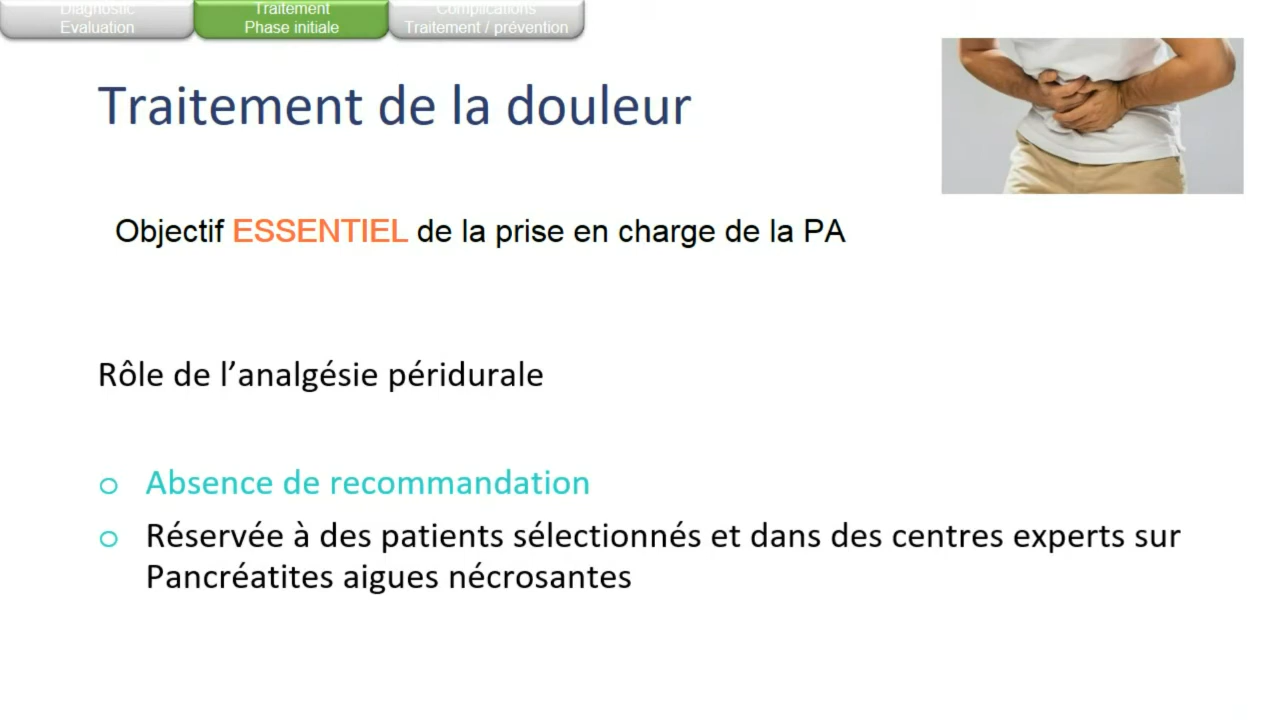 Diagnostic
Evaluation
Traitement
Phase initiale
Complications
Traitement / prévention
Traitement de la douleur
Objectif ESSENTIEL de la prise en charge de la PA
Rôle de l’analgésie péridurale
o Absence de recommandation
o Réservée à des patients sélectionnés et dans des centres experts sur
Pancréatites aigues nécrosantes